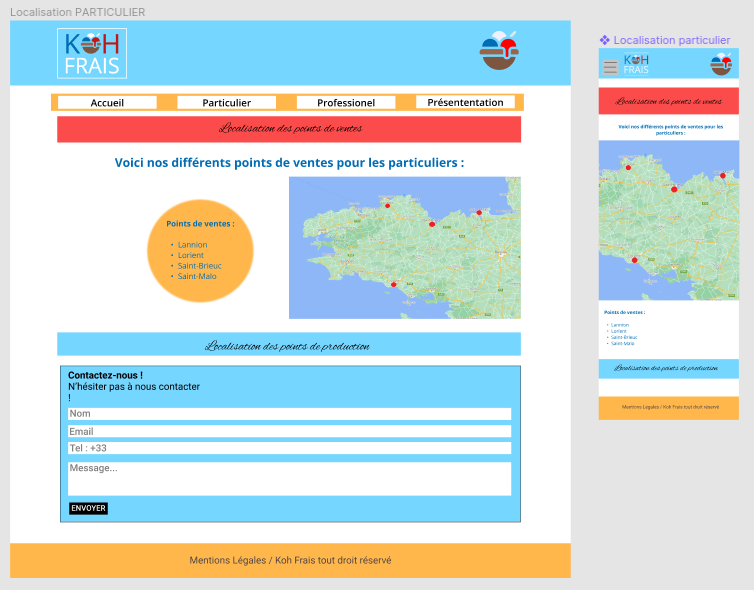 Localisation PARTICULIER
KOH
FRAIS
Accueil
Particulier
Professionel
Présententation
Localisation des points de ventes
Voici nos différents points de ventes pour les particuliers :
Points de ventes :
• Lannion
• Lorient
• Saint-Brieuc
• Saint-Malo
Localisation des points de production
Contactez-nous !
N'hésiter pas à nous contacter
!
Nom
Email
Tel : +33
Message...
ENVOYER
Mentions Légales / Koh Frais tout droit réservé
Localisation particulier
KOH
FRAIS
Localisation des points de ventes
Voici nos différents points de ventes pour les
particuliers :
Points de ventes :
• Lannion
• Lorient
• Saint-Brieuc
• Saint-Malo
Localisation des points de production
Mentions Légales / Koh Frais tout droit réservé